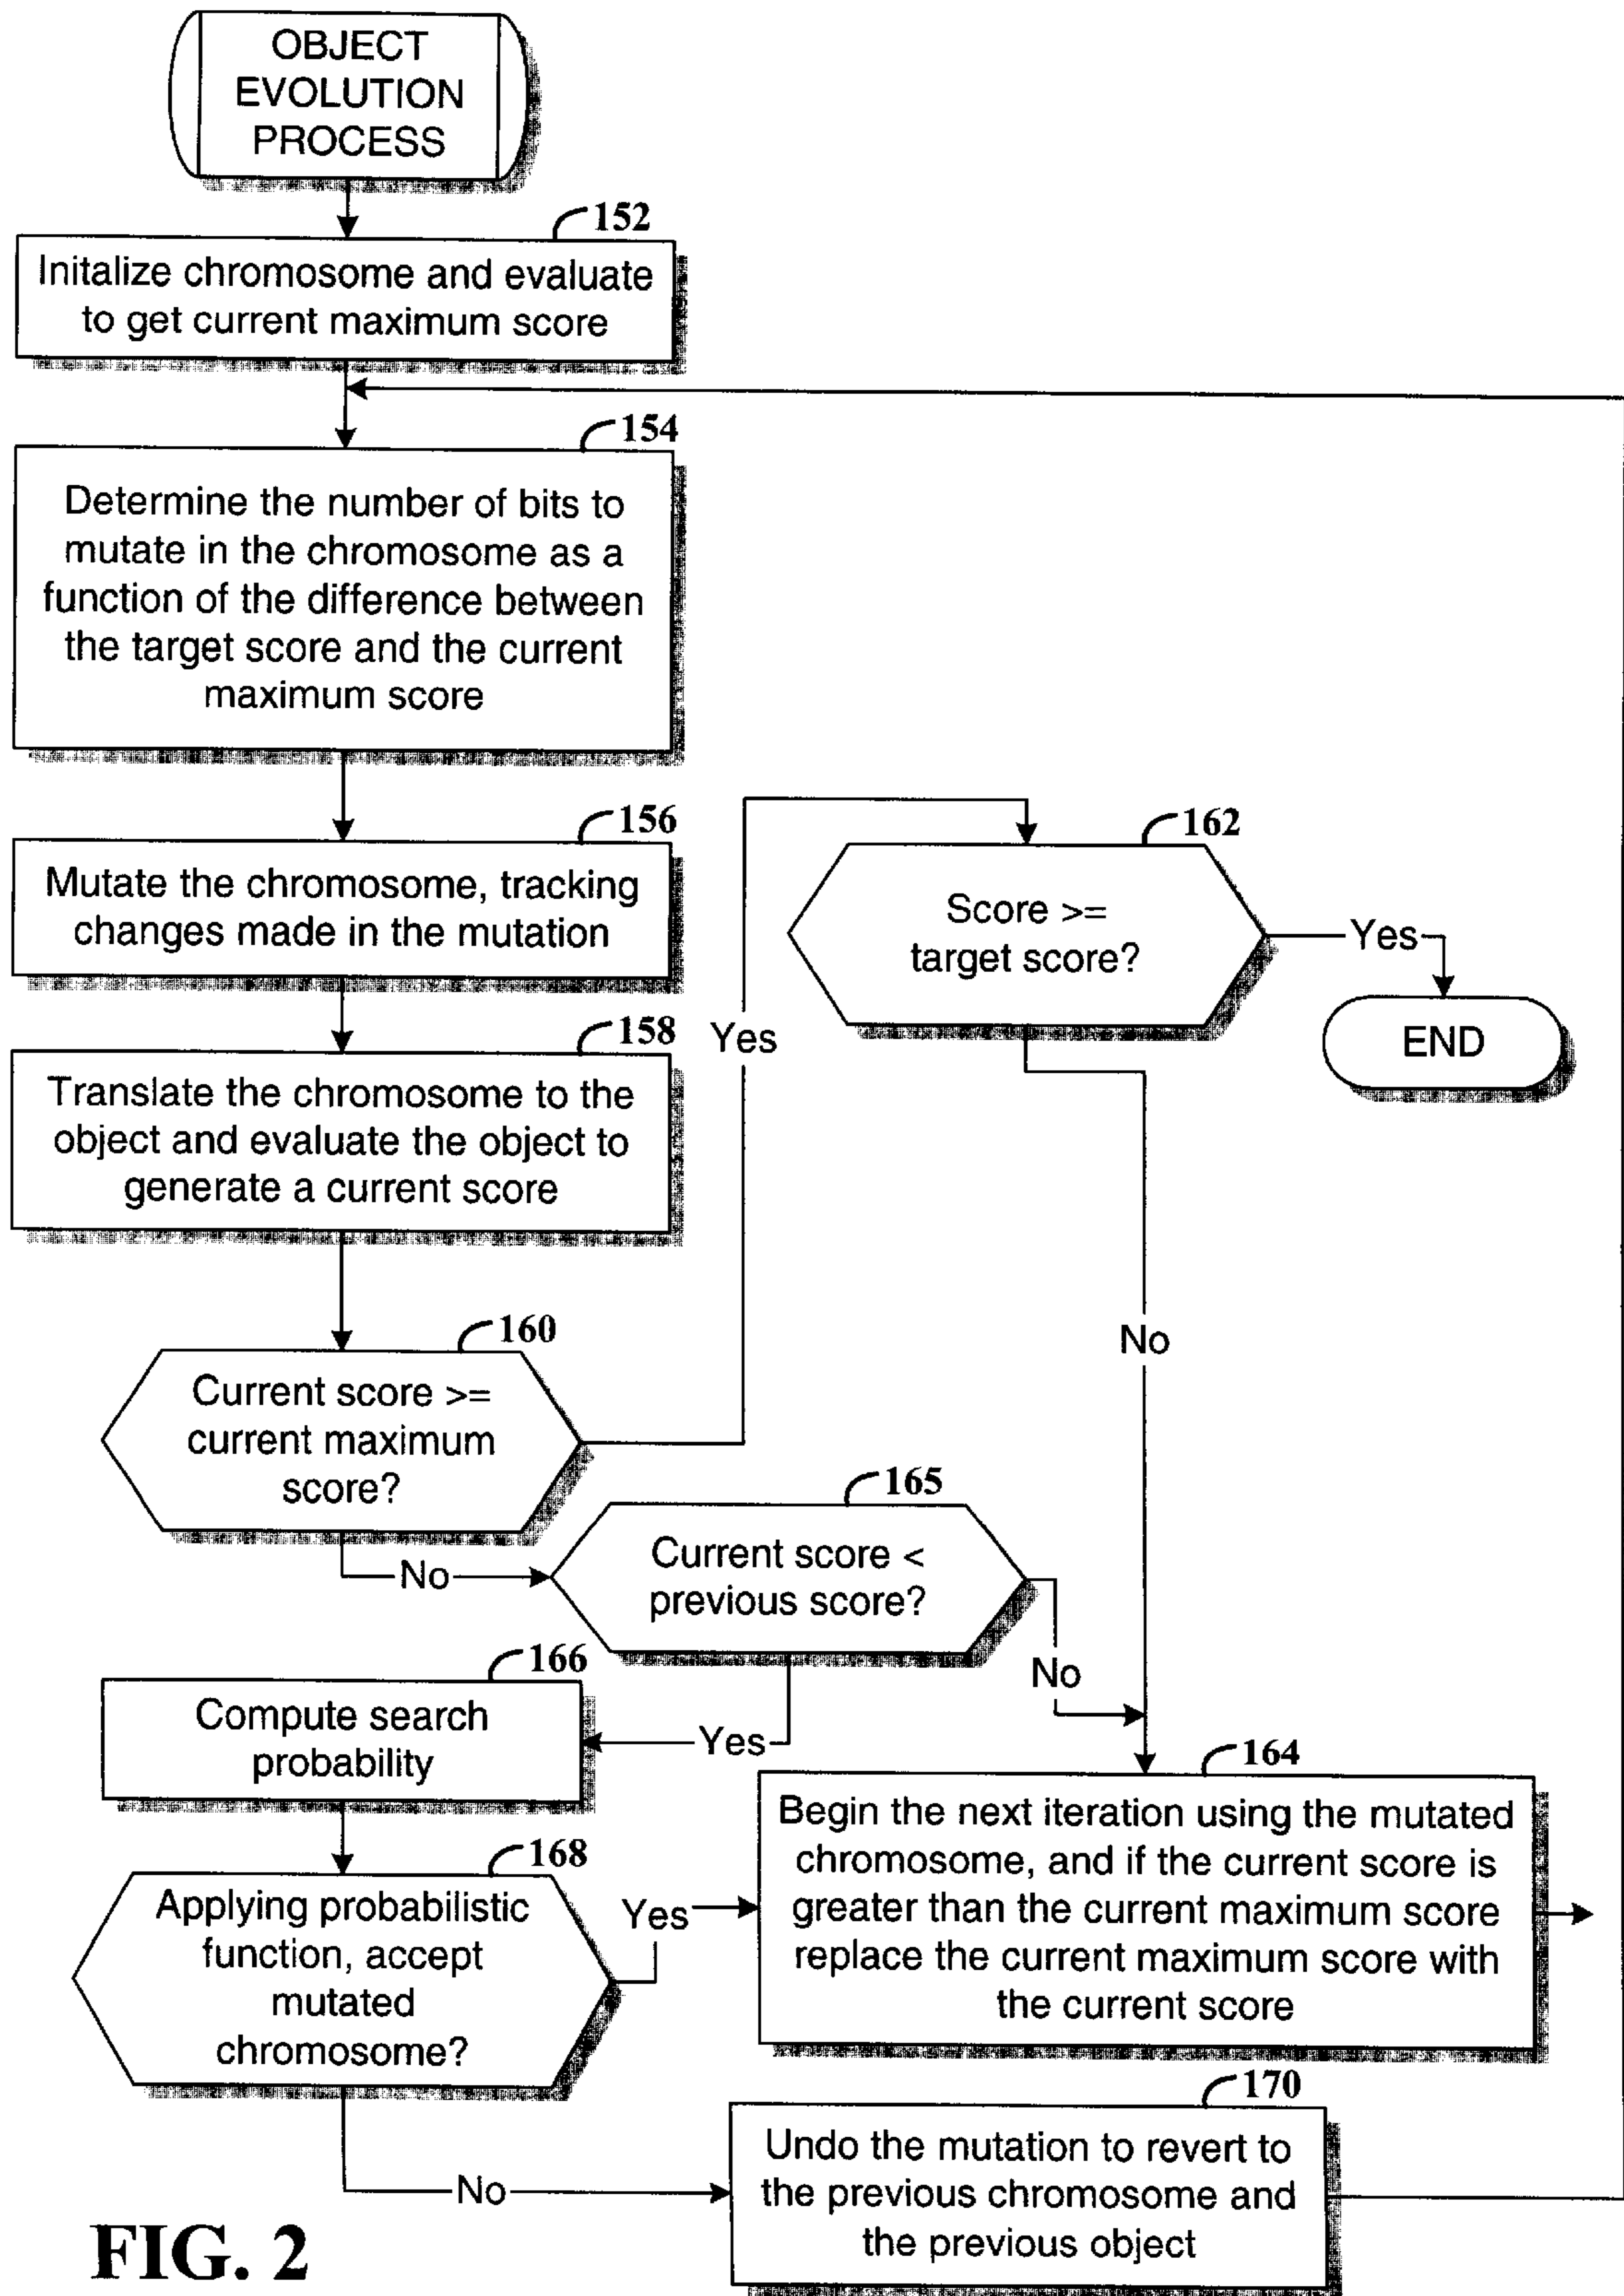 OBJECT
EVOLUTION
PROCESS
152
Initalize chromosome and evaluate
to get current maximum score
154
Determine the number of bits to
mutate in the chromosome as a
function of the difference between
the target score and the current
maximum score
156
Mutate the chromosome, tracking
changes made in the mutation
158
Translate the chromosome to the
object and evaluate the object to
generate a current score
160
Current score >=
current maximum
score?
Yes
162
Score >=
target score?
Yes
END
No
No
165
Current score <
previous score?
No
Yes
166
Compute search
probability
168
Applying probabilistic
function, accept
mutated
chromosome?
Yes
164
Begin the next iteration using the mutated
chromosome, and if the current score is
greater than the current maximum score
replace the current maximum score with
the current score
No
170
Undo the mutation to revert to
the previous chromosome and
the previous object
FIG. 2